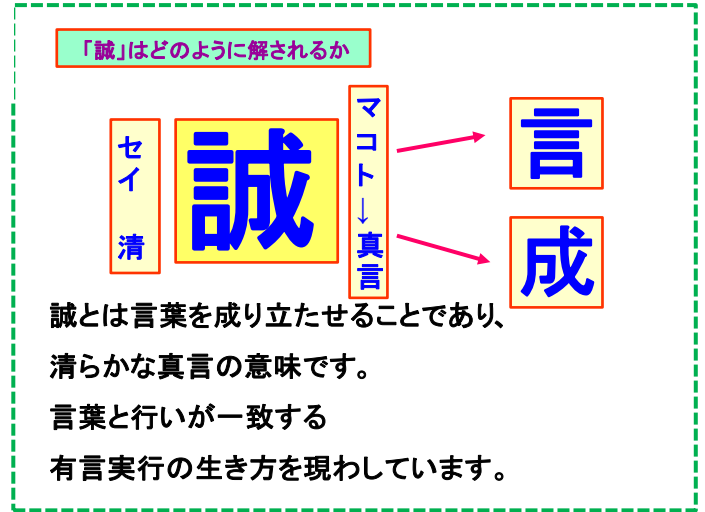 「誠」はどのように解されるか
セイ 清
誠
マコト→真言
言
成
誠とは言葉を成り立たせることであり、
清らかな真言の意味です。
言葉と行いが一致する
有言実行の生き方を現わしています。